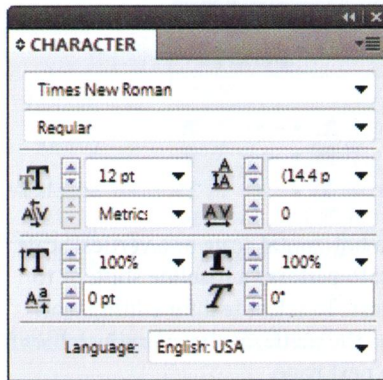 CHARACTER
Times New Roman
Regular
12 pt (14.4 p
Metrics 0
100% 100%
0 pt 0°
Language: English: USA